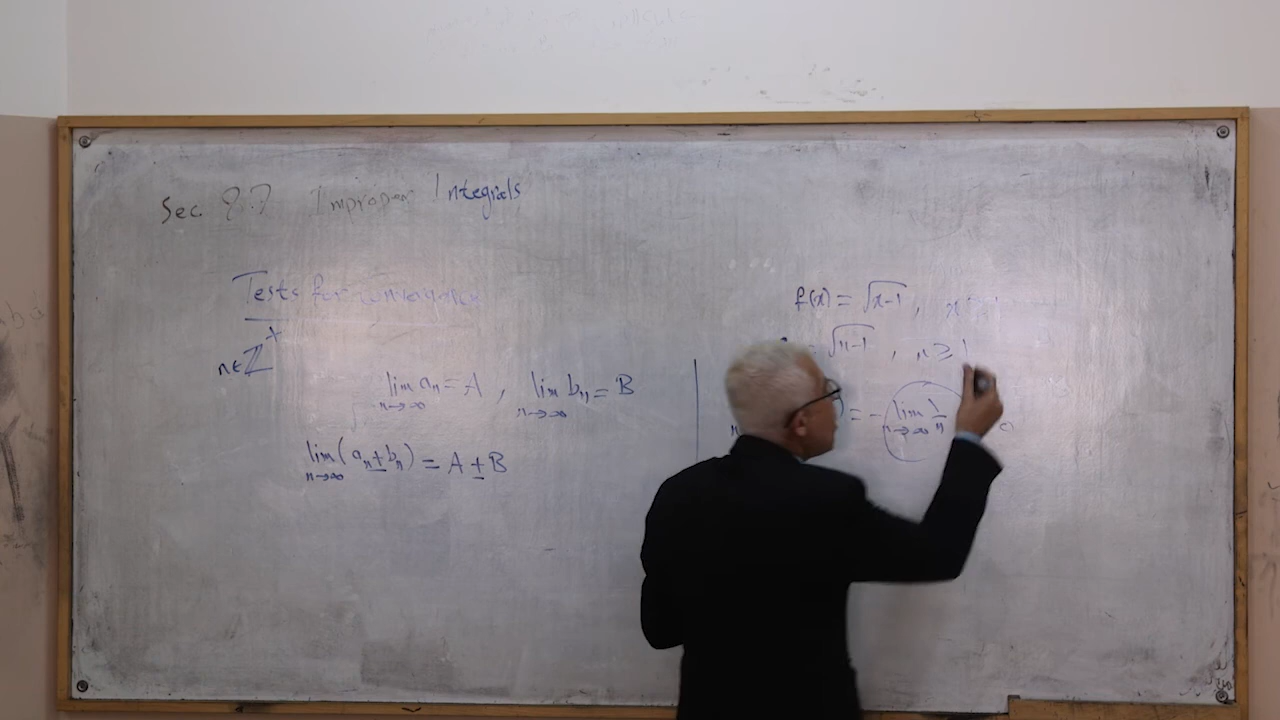 Sec. 8.7 Improper Integrals
Tests for convergence
n∈ℤ⁺
lim n→∞ aₙ = A , lim n→∞ bₙ = B
lim n→∞ (aₙ ± bₙ) = A ± B
f(x) = √(x-1) , x ≥ 1
= √(n-1) , n ≥ 1
) = - lim n→∞ 1/n